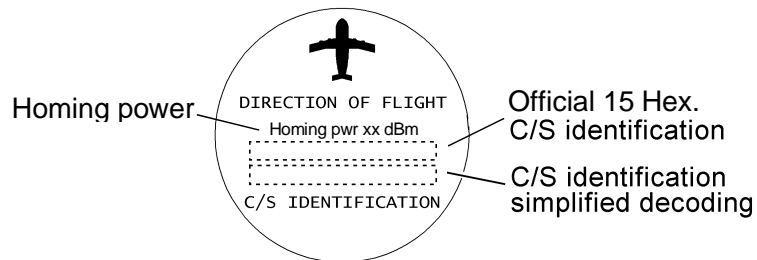 DIRECTION OF FLIGHT
Homing power
Homing pwr xx dBm
Official 15 Hex.
C/S identification
C/S identification
simplified decoding
C/S IDENTIFICATION